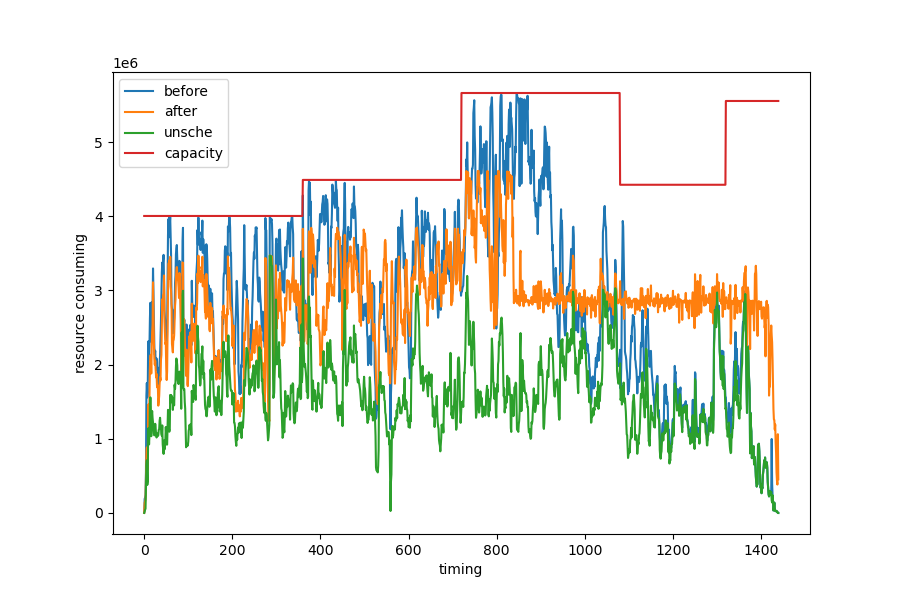 1e6
before
after
unsche
capacity
5
4
3
2
1
0
resource consuming
0 200 400 600 800 1000 1200 1400
timing